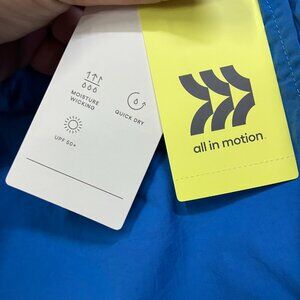 MOISTURE
WICKING
QUICK DRY
UPF 50+
all in motion